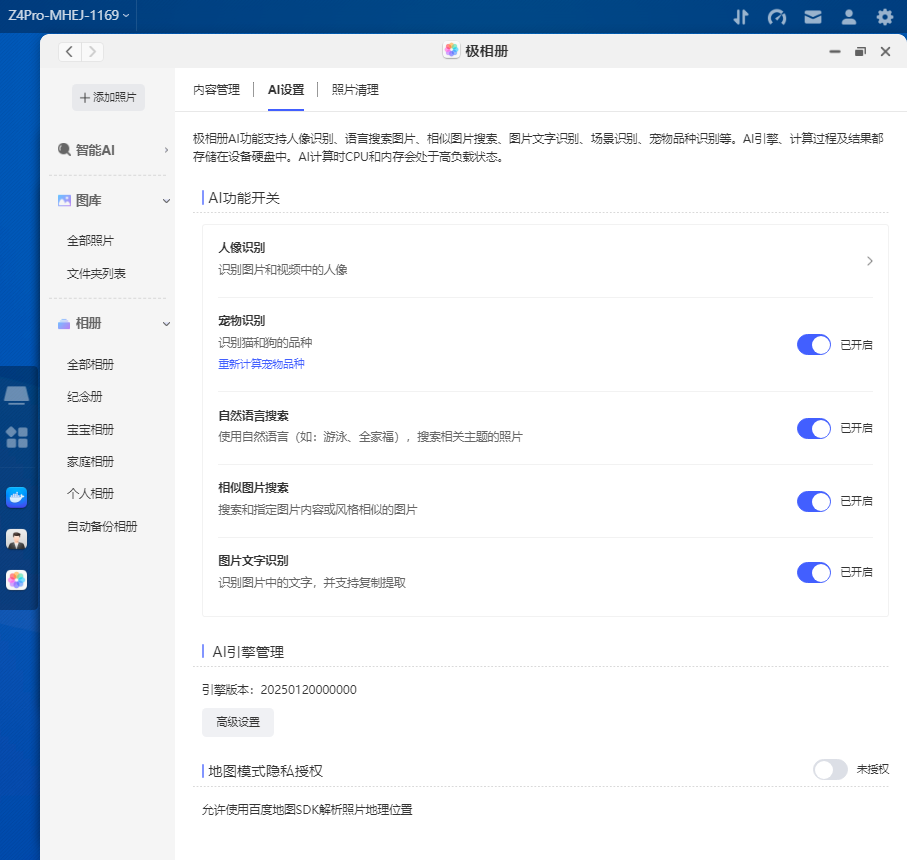 Z4Pro-MHEJ-1169
极相册
添加照片
智能AI
图库
全部照片
文件夹列表
相册
全部相册
纪念册
宝宝相册
家庭相册
个人相册
自动备份相册
内容管理
AI设置
照片清理
极相册AI功能支持人像识别、语言搜索图片、相似图片搜索、图片文字识别、场景识别、宠物品种识别等。AI引擎、计算过程及结果都
存储在设备硬盘中。AI计算时CPU和内存会处于高负载状态。
AI功能开关
人像识别
识别图片和视频中的人像
宠物识别
识别猫和狗的品种
重新计算宠物品种
已开启
自然语言搜索
使用自然语言（如：游泳、全家福），搜索相关主题的照片
已开启
相似图片搜索
搜索和指定图片内容或风格相似的图片
已开启
图片文字识别
识别图片中的文字，并支持复制提取
已开启
AI引擎管理
引擎版本：20250120000000
高级设置
地图模式隐私授权
未授权
允许使用百度地图SDK解析照片地理位置